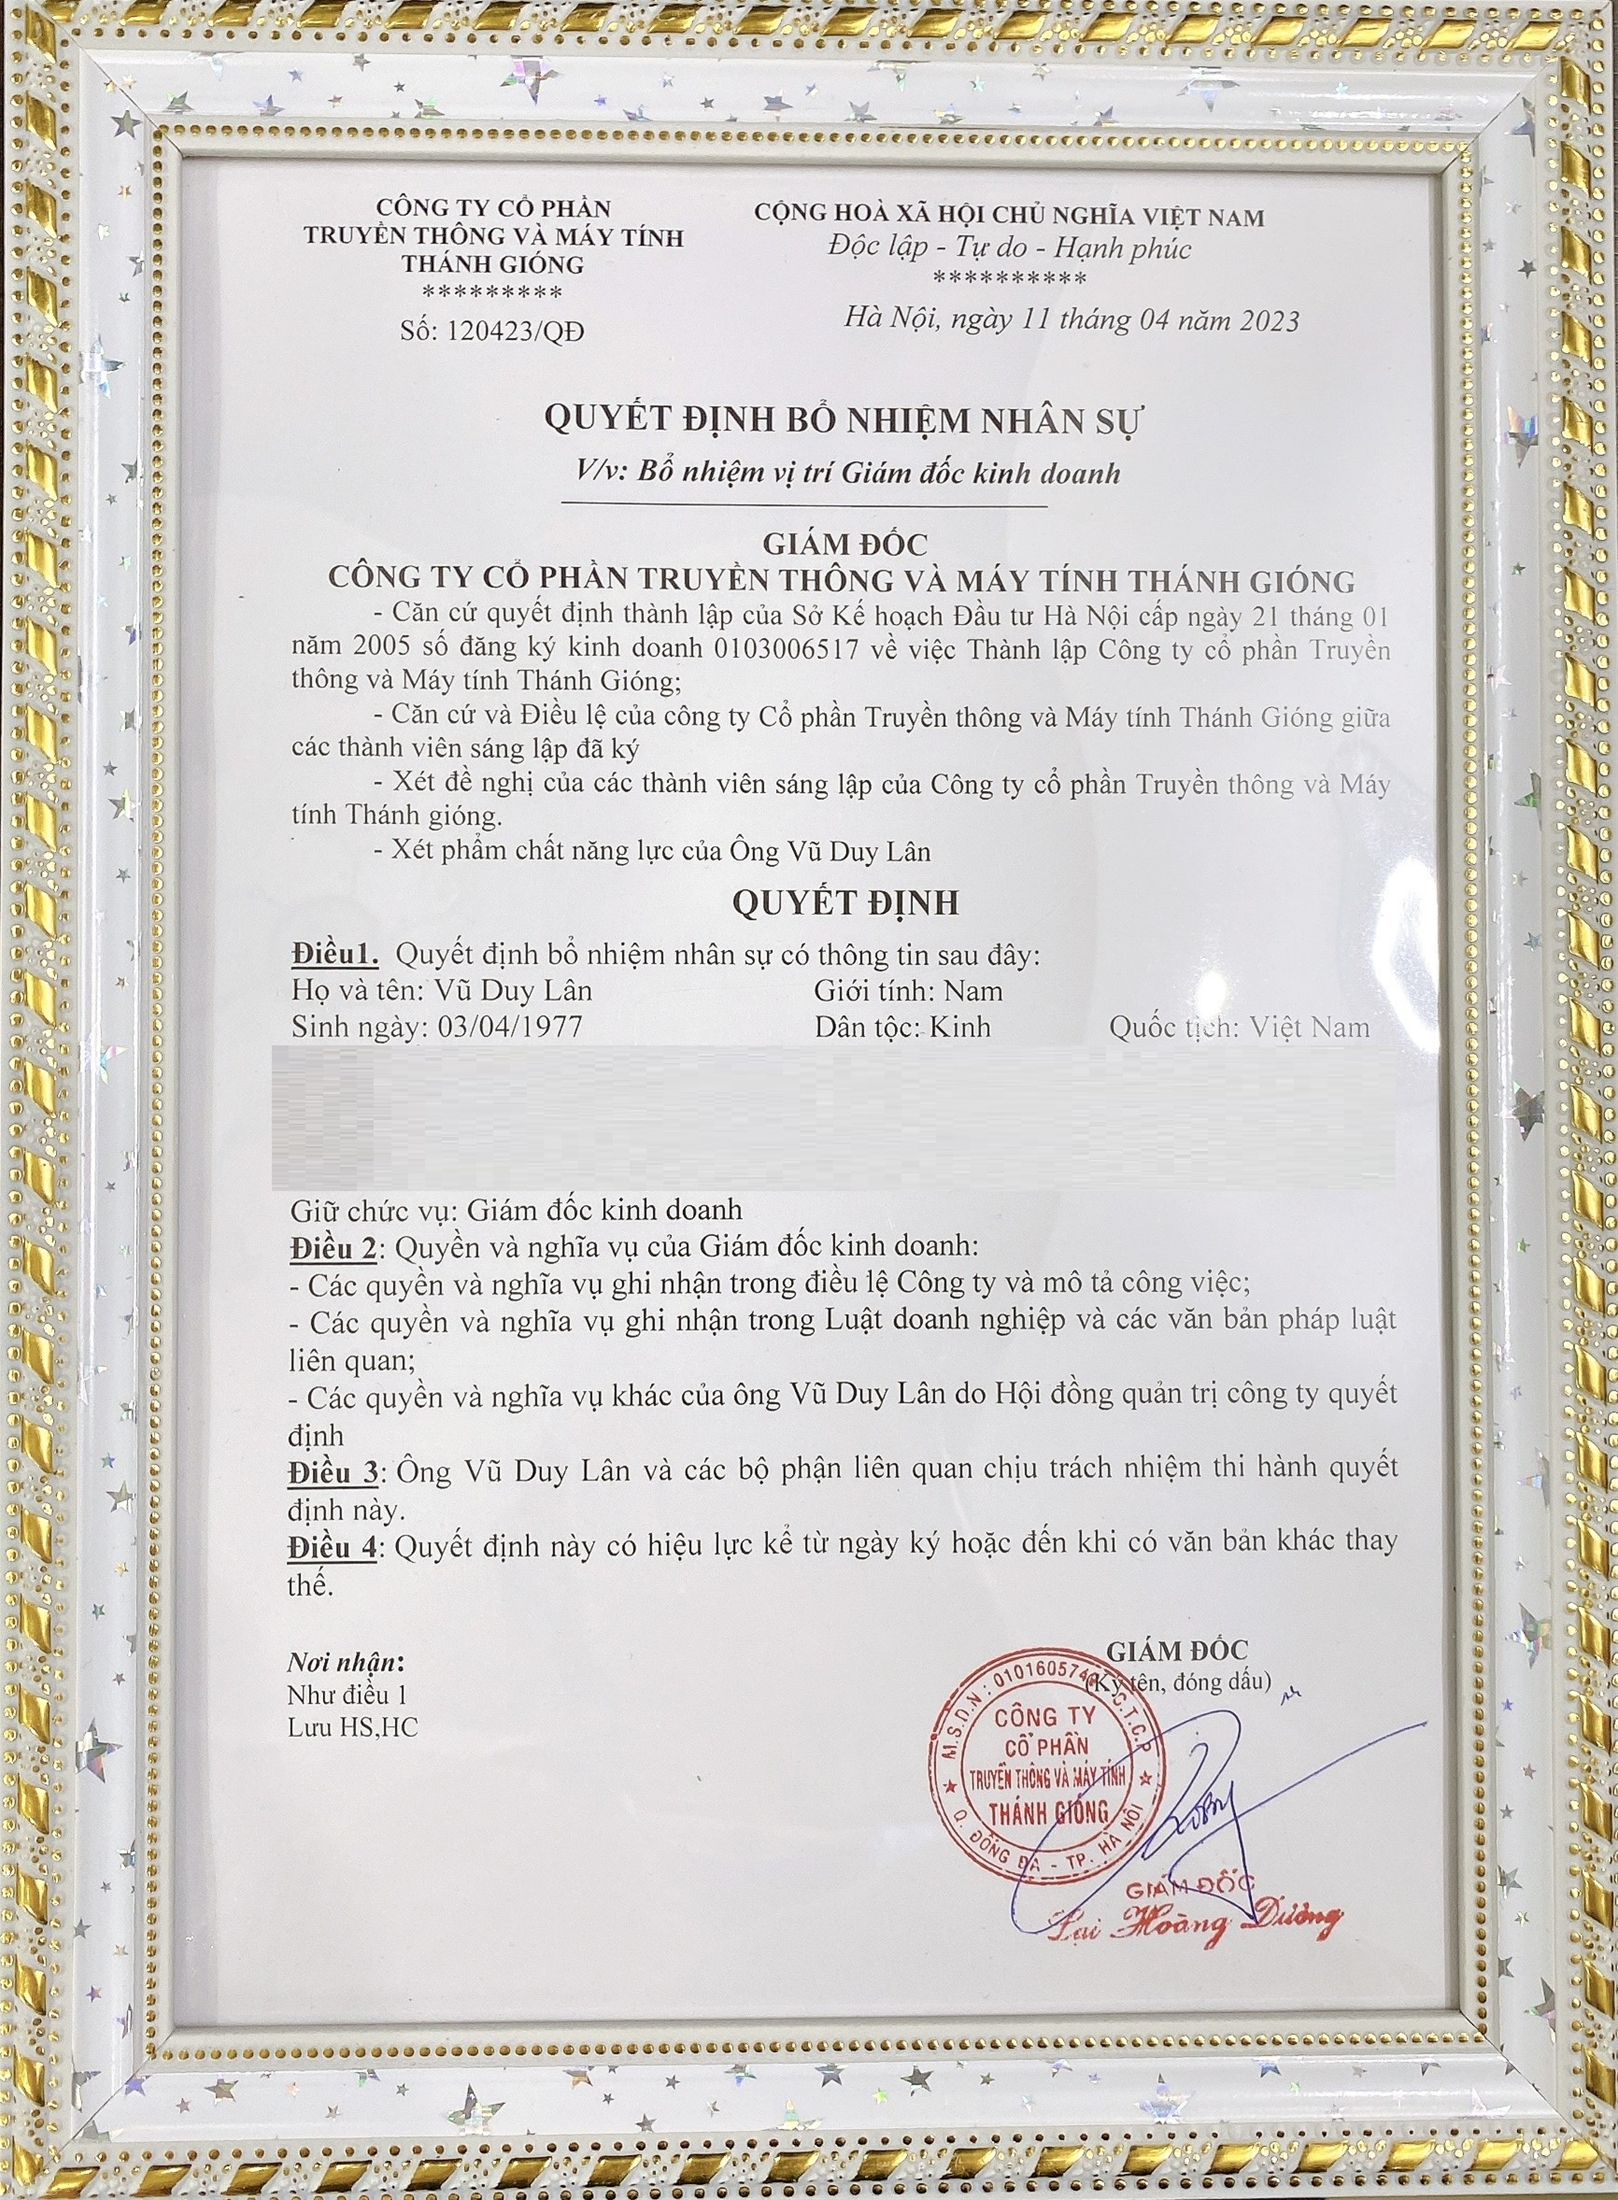 CÔNG TY CỔ PHẦN
TRUYỀN THÔNG VÀ MÁY TÍNH
THÁNH GIÓNG
*********
Số: 120423/QĐ
CỘNG HOÀ XÃ HỘI CHỦ NGHĨA VIỆT NAM
Độc lập - Tự do - Hạnh phúc
**********
Hà Nội, ngày 11 tháng 04 năm 2023
QUYẾT ĐỊNH BỔ NHIỆM NHÂN SỰ
V/v: Bổ nhiệm vị trí Giám đốc kinh doanh
GIÁM ĐỐC
CÔNG TY CỔ PHẦN TRUYỀN THÔNG VÀ MÁY TÍNH THÁNH GIÓNG
- Căn cứ quyết định thành lập của Sở Kế hoạch Đầu tư Hà Nội cấp ngày 21 tháng 01
năm 2005 số đăng ký kinh doanh 0103006517 về việc Thành lập Công ty cổ phần Truyền
thông và Máy tính Thánh Gióng;
- Căn cứ và Điều lệ của công ty Cổ phần Truyền thông và Máy tính Thánh Gióng giữa
các thành viên sáng lập đã ký
- Xét đề nghị của các thành viên sáng lập của Công ty cổ phần Truyền thông và Máy
tính Thánh gióng.
- Xét phẩm chất năng lực của Ông Vũ Duy Lân
QUYẾT ĐỊNH
Điều1. Quyết định bổ nhiệm nhân sự có thông tin sau đây:
Họ và tên: Vũ Duy Lân Giới tính: Nam
Sinh ngày: 03/04/1977 Dân tộc: Kinh Quốc tịch: Việt Nam
Giữ chức vụ: Giám đốc kinh doanh
Điều 2: Quyền và nghĩa vụ của Giám đốc kinh doanh:
- Các quyền và nghĩa vụ ghi nhận trong điều lệ Công ty và mô tả công việc;
- Các quyền và nghĩa vụ ghi nhận trong Luật doanh nghiệp và các văn bản pháp luật
liên quan;
- Các quyền và nghĩa vụ khác của ông Vũ Duy Lân do Hội đồng quản trị công ty quyết
định
Điều 3: Ông Vũ Duy Lân và các bộ phận liên quan chịu trách nhiệm thi hành quyết
định này.
Điều 4: Quyết định này có hiệu lực kể từ ngày ký hoặc đến khi có văn bản khác thay
thế.
Nơi nhận:
Như điều 1
Lưu HS,HC
GIÁM ĐỐC
(Ký tên, đóng dấu)
M.S.D.N: 010160574 C.T.C.P
CÔNG TY
CỔ PHẦN
TRUYỀN THÔNG VÀ MÁY TÍNH
THÁNH GIÓNG
Q. ĐỐNG ĐA - TP. HÀ NỘI
GIÁM ĐỐC
Lại Hoàng Dương